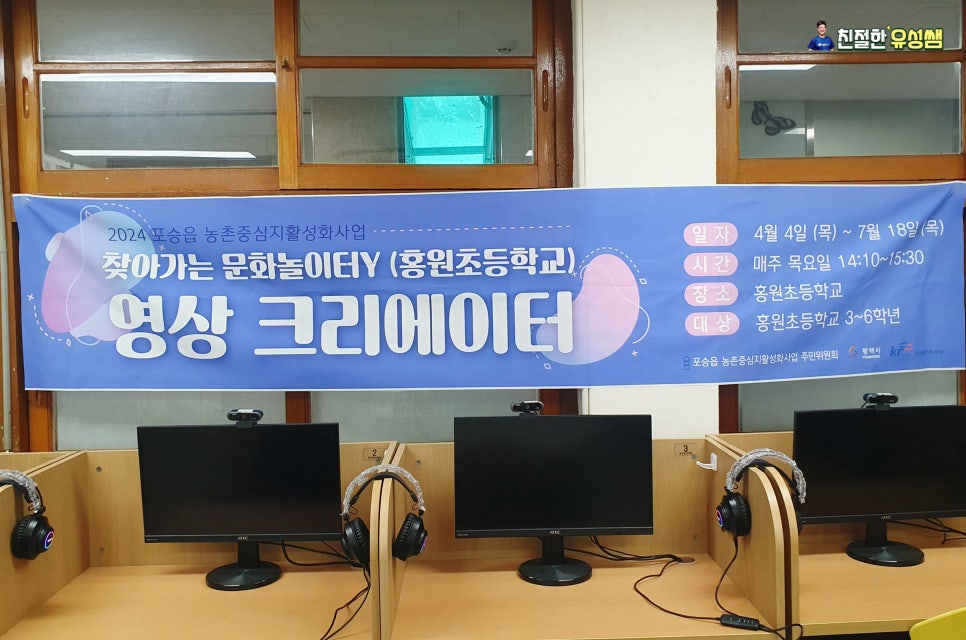 친절한 유성쌤
2024 포승읍 농촌중심지활성화사업
찾아가는 문화놀이터Y (홍원초등학교)
영상 크리에이터
일 자 4월 4일 (목) ~ 7월 18일(목)
시 간 매주 목요일 14:10~15:30
장 소 홍원초등학교
대 상 홍원초등학교 3~6학년
포승읍 농촌중심지활성화사업 주민위원회 평택시
2
3